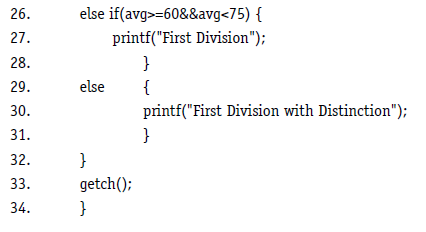 26. else if(avg>=60&&avg<75) {
27. printf("First Division");
28. }
29. else {
30. printf("First Division with Distinction");
31. }
32. }
33. getch();
34. }